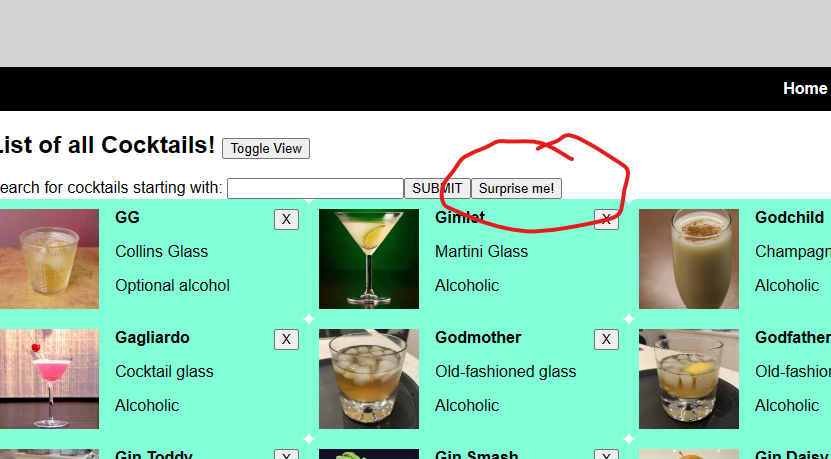 Home
List of all Cocktails! Toggle View
earch for cocktails starting with: SUBMIT Surprise me!
GG X Gimlet X Godchild
Collins Glass Martini Glass Champagn
Optional alcohol Alcoholic Alcoholic
Gagliardo X Godmother X Godfather
Cocktail glass Old-fashioned glass Old-fashion
Alcoholic Alcoholic Alcoholic
Gin Toddy X Gin Smash X Gin Daisy